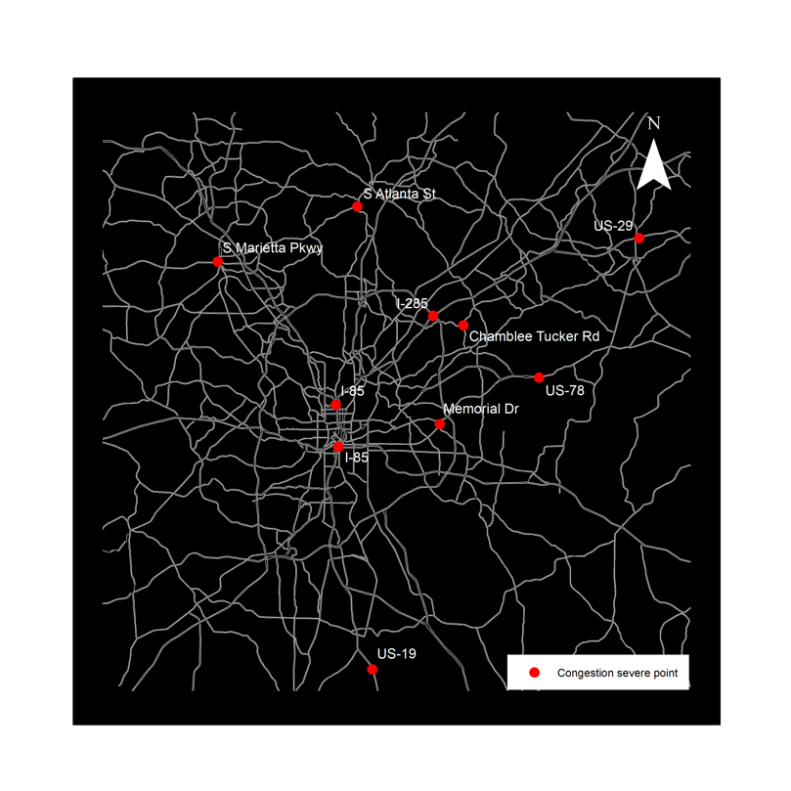 N
S Atlanta St
US-29
S Marietta Pkwy
I-285
Chamblee Tucker Rd
I-85
US-78
Memorial Dr
I-85
US-19
Congestion severe point